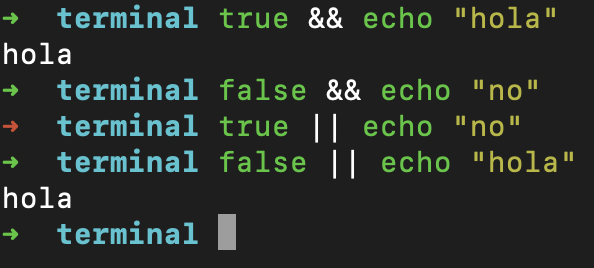 ➜ terminal true && echo "hola"
hola
➜ terminal false && echo "no"
➜ terminal true || echo "no"
➜ terminal false || echo "hola"
hola
➜ terminal